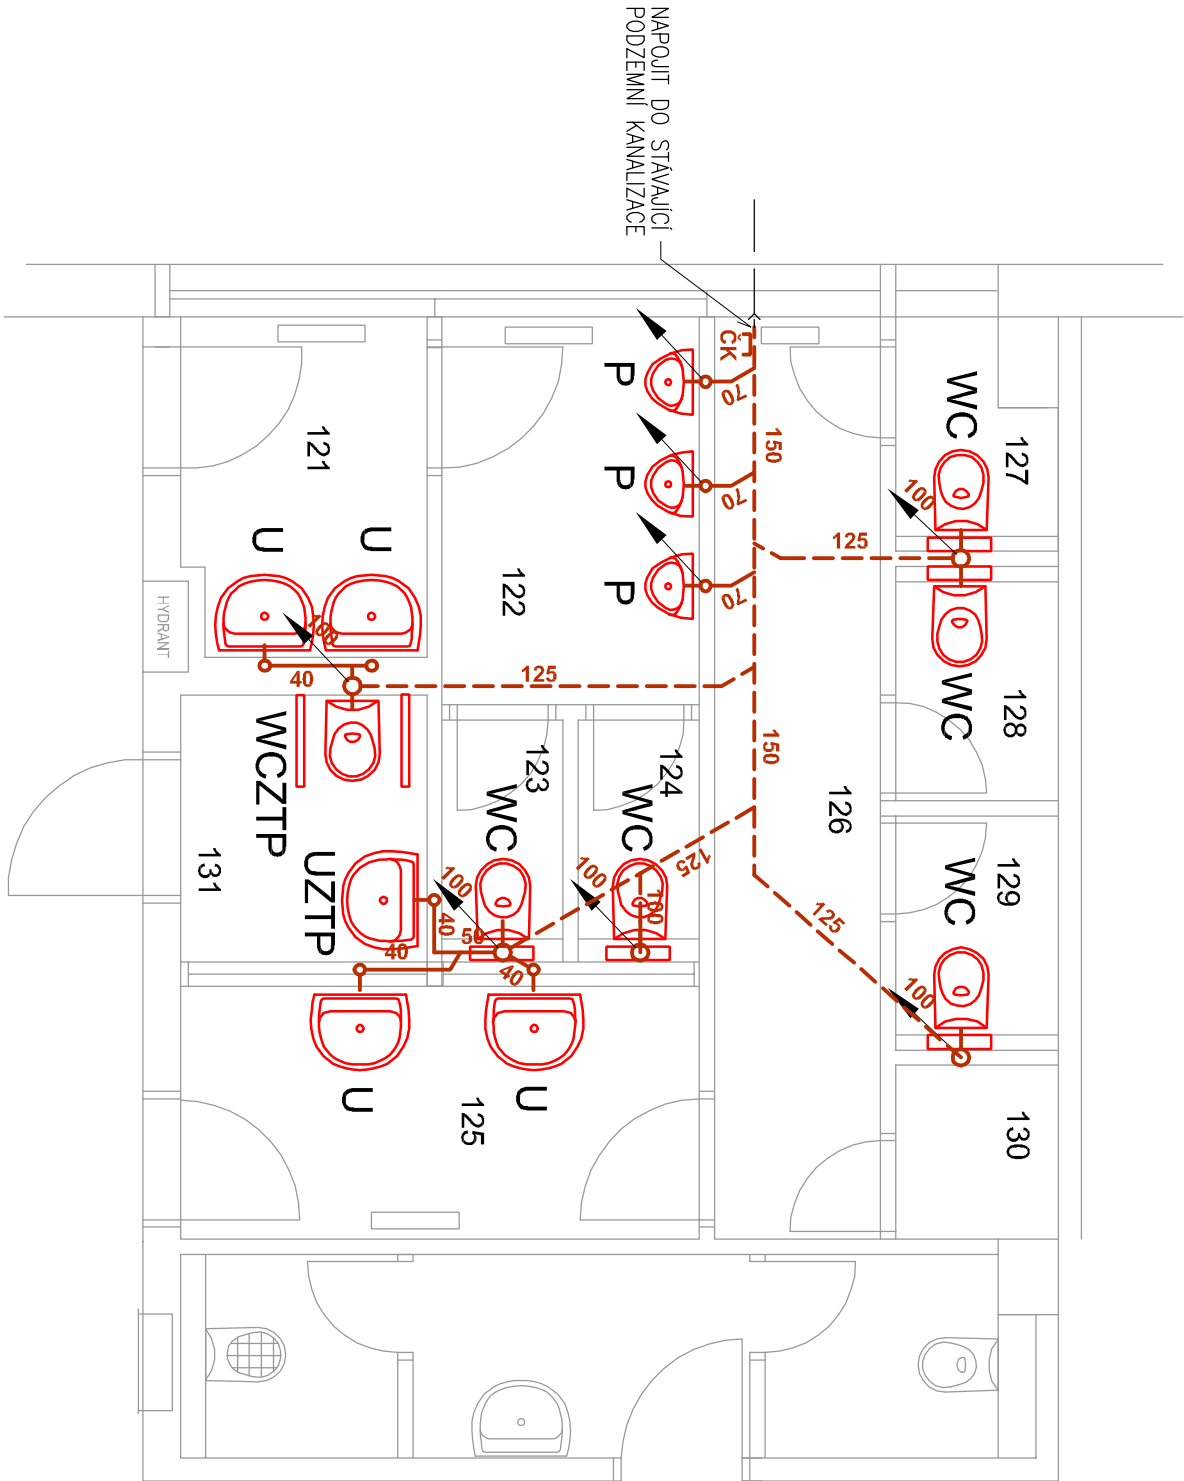 NAPOJIT DO STÁVAJÍCÍ
PODZEMNÍ KANALIZACE
ČK
P
70
P
70
P
70
150
150
WC
127
100
125
128
WC
129
WC
100
125
130
126
121
U
U
100
40
HYDRANT
122
125
WCZTP
131
UZTP
123
WC
100
124
WC
100
100
125
40
50
40
40
U
U
125